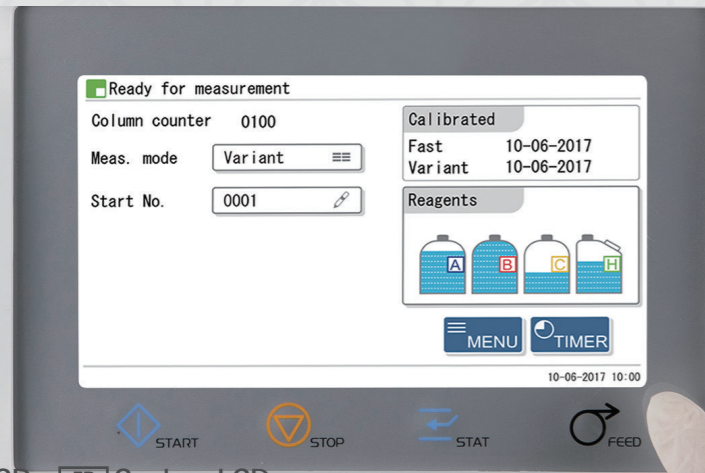 Ready for measurement
Column counter 0100
Meas. mode Variant
Start No. 0001
Calibrated
Fast 10-06-2017
Variant 10-06-2017
Reagents
A B C H
MENU TIMER
10-06-2017 10:00
START STOP STAT FEED